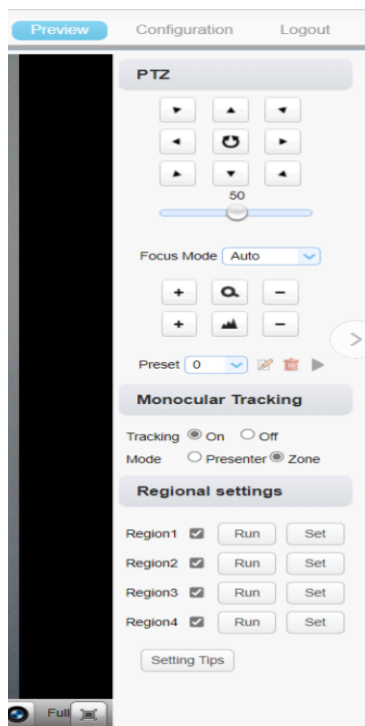 Preview Configuration Logout
PTZ
50
Focus Mode Auto
+ -
+ -
Preset 0
Monocular Tracking
Tracking On Off
Mode Presenter Zone
Regional settings
Region1 Run Set
Region2 Run Set
Region3 Run Set
Region4 Run Set
Setting Tips
Full